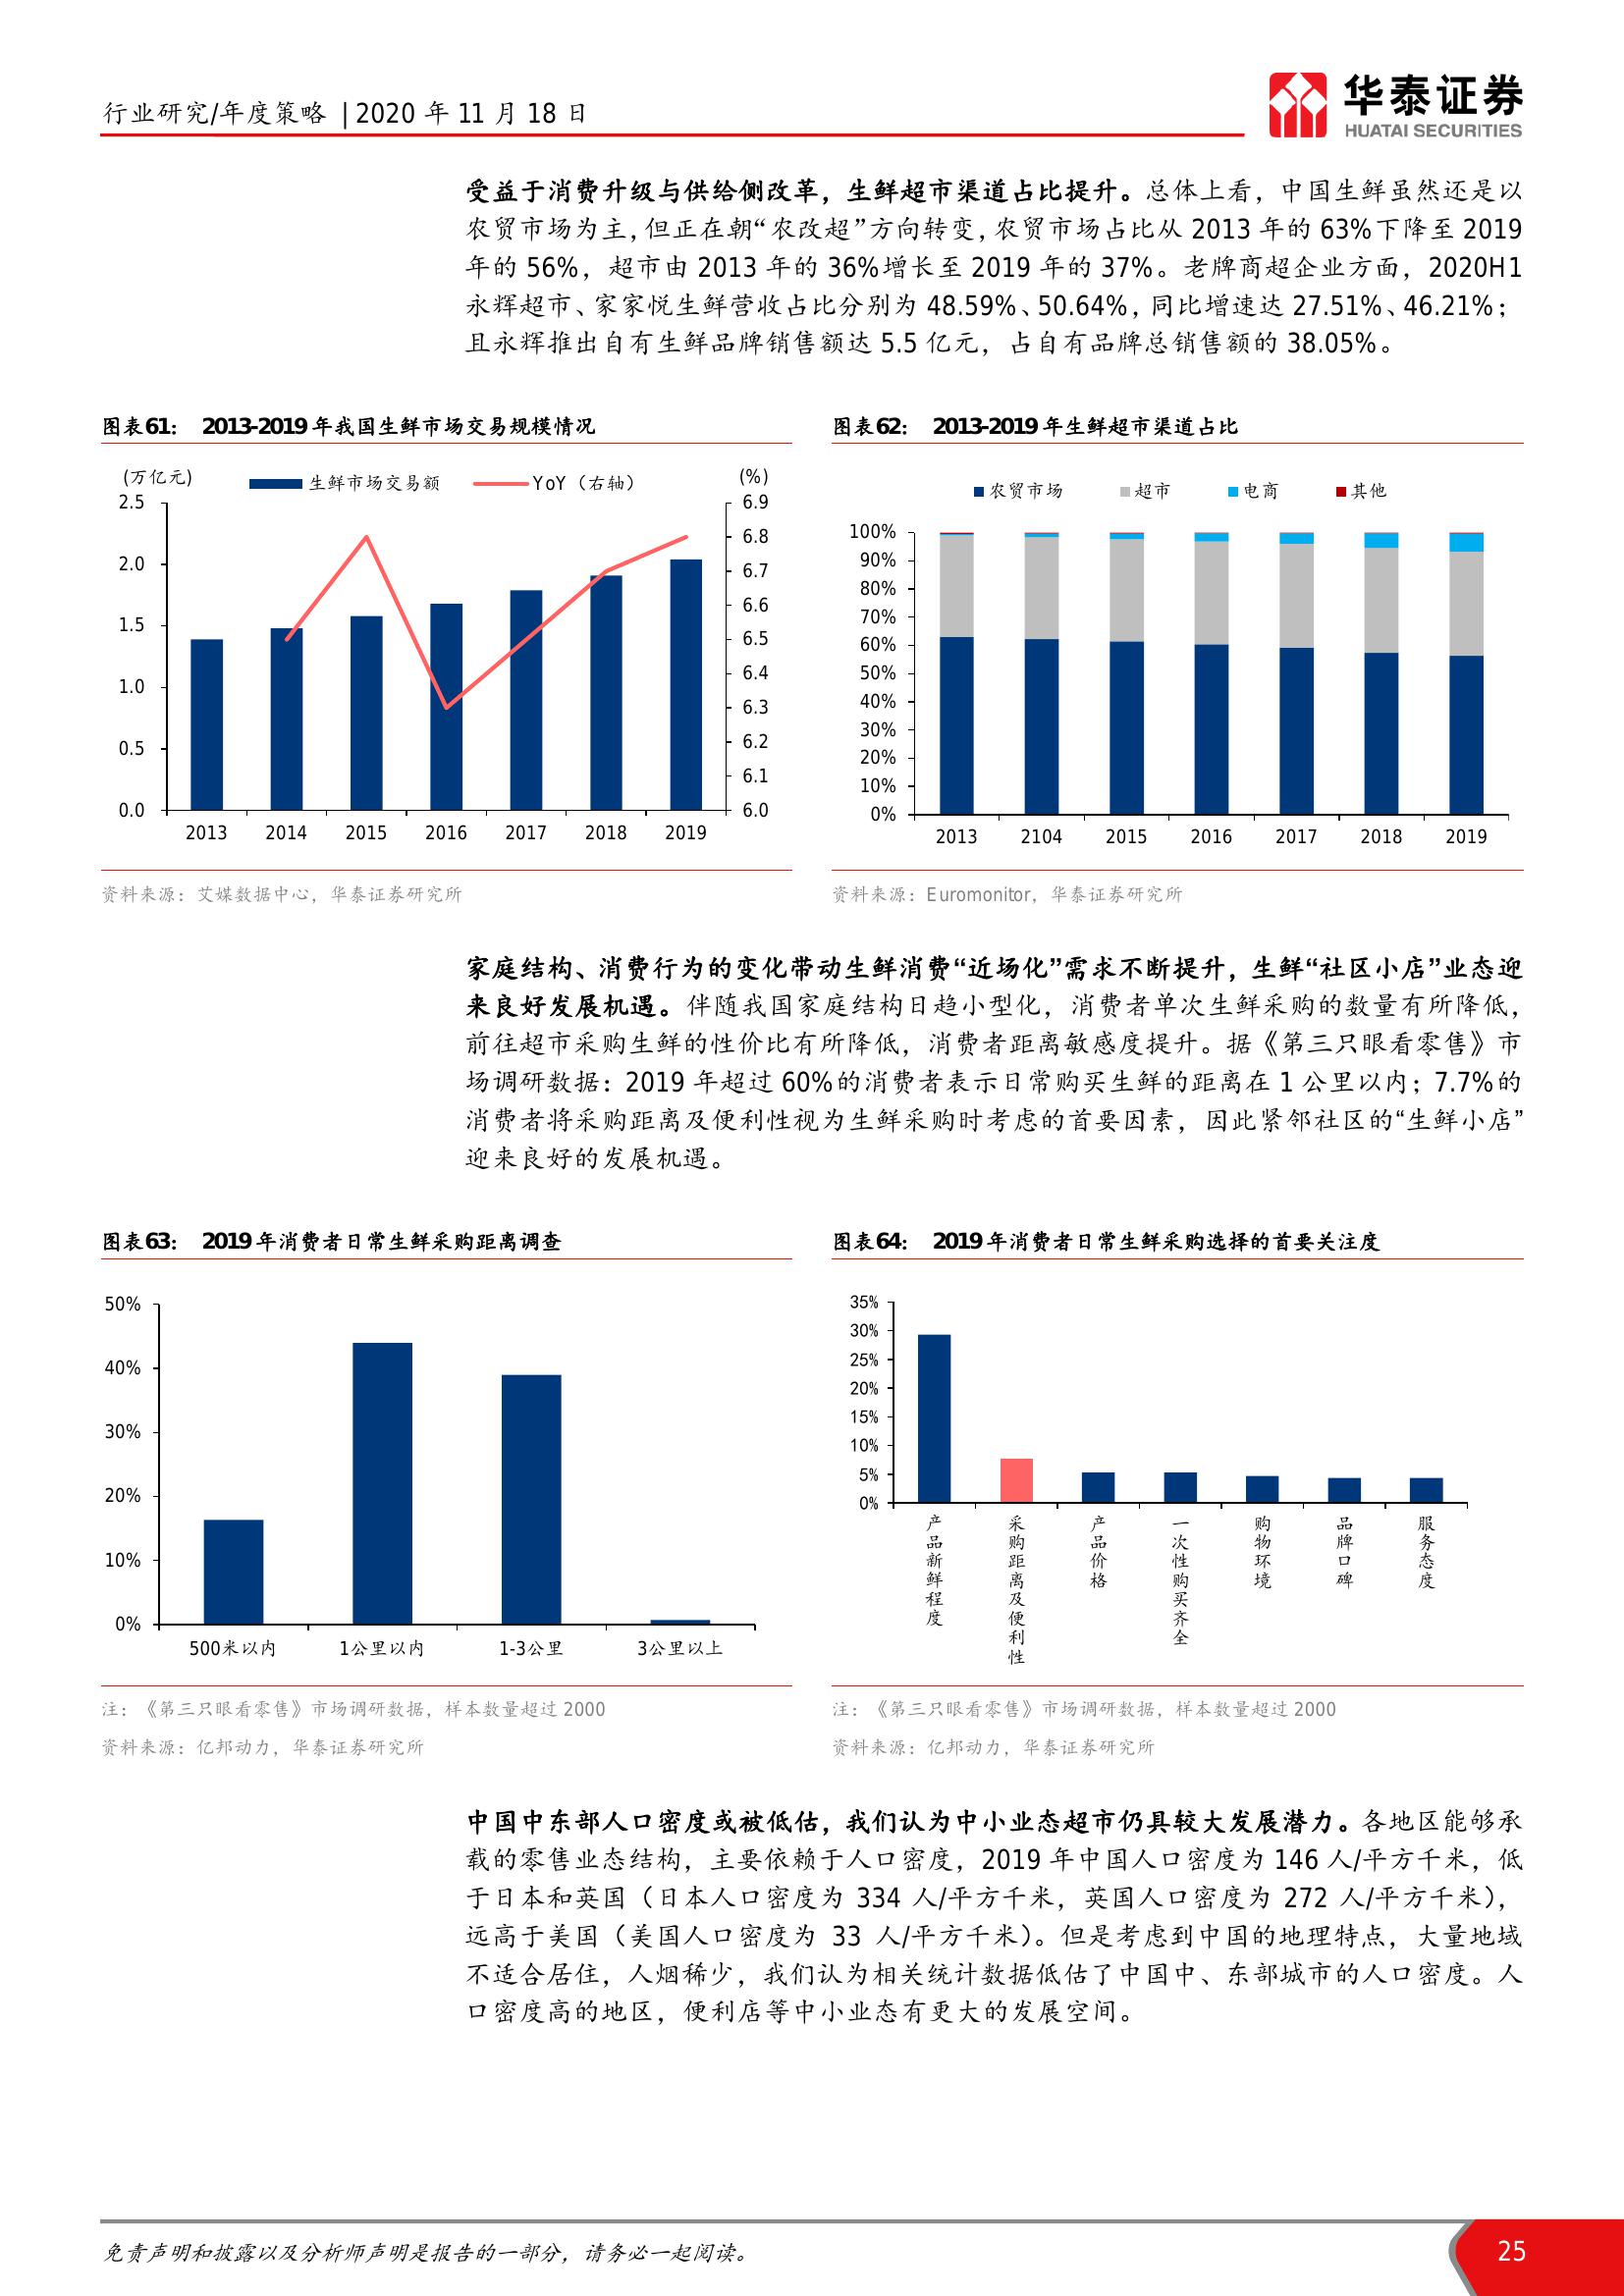 行业研究/年度策略 | 2020 年 11 月 18 日
华泰证券
HUATAI SECURITIES
受益于消费升级与供给侧改革，生鲜超市渠道占比提升。总体上看，中国生鲜虽然还是以
农贸市场为主，但正在朝“农改超”方向转变，农贸市场占比从 2013 年的 63%下降至 2019
年的 56%，超市由 2013 年的 36%增长至 2019 年的 37%。老牌商超企业方面，2020H1
永辉超市、家家悦生鲜营收占比分别为 48.59%、50.64%，同比增速达 27.51%、46.21%；
且永辉推出自有生鲜品牌销售额达 5.5 亿元，占自有品牌总销售额的 38.05%。
图表61： 2013-2019 年我国生鲜市场交易规模情况
(万亿元)
生鲜市场交易额
YoY（右轴）
(%)
2.5
2.0
1.5
1.0
0.5
0.0
6.9
6.8
6.7
6.6
6.5
6.4
6.3
6.2
6.1
6.0
2013 2014 2015 2016 2017 2018 2019
资料来源：艾媒数据中心，华泰证券研究所
图表62： 2013-2019 年生鲜超市渠道占比
农贸市场 超市 电商 其他
100%
90%
80%
70%
60%
50%
40%
30%
20%
10%
0%
2013 2104 2015 2016 2017 2018 2019
资料来源：Euromonitor，华泰证券研究所
家庭结构、消费行为的变化带动生鲜消费“近场化”需求不断提升，生鲜“社区小店”业态迎
来良好发展机遇。伴随我国家庭结构日趋小型化，消费者单次生鲜采购的数量有所降低，
前往超市采购生鲜的性价比有所降低，消费者距离敏感度提升。据《第三只眼看零售》市
场调研数据：2019 年超过 60%的消费者表示日常购买生鲜的距离在 1 公里以内；7.7%的
消费者将采购距离及便利性视为生鲜采购时考虑的首要因素，因此紧邻社区的“生鲜小店”
迎来良好的发展机遇。
图表63： 2019 年消费者日常生鲜采购距离调查
50%
40%
30%
20%
10%
0%
500米以内 1公里以内 1-3公里 3公里以上
注：《第三只眼看零售》市场调研数据，样本数量超过 2000
资料来源：亿邦动力，华泰证券研究所
图表64： 2019 年消费者日常生鲜采购选择的首要关注度
35%
30%
25%
20%
15%
10%
5%
0%
产品新鲜程度
采购距离及便利性
产品价格
一次性购买齐全
购物环境
品牌口碑
服务态度
注：《第三只眼看零售》市场调研数据，样本数量超过 2000
资料来源：亿邦动力，华泰证券研究所
中国中东部人口密度或被低估，我们认为中小业态超市仍具较大发展潜力。各地区能够承
载的零售业态结构，主要依赖于人口密度，2019 年中国人口密度为 146 人/平方千米，低
于日本和英国（日本人口密度为 334 人/平方千米，英国人口密度为 272 人/平方千米），
远高于美国（美国人口密度为 33 人/平方千米）。但是考虑到中国的地理特点，大量地域
不适合居住，人烟稀少，我们认为相关统计数据低估了中国中、东部城市的人口密度。人
口密度高的地区，便利店等中小业态有更大的发展空间。
免责声明和披露以及分析师声明是报告的一部分，请务必一起阅读。
25